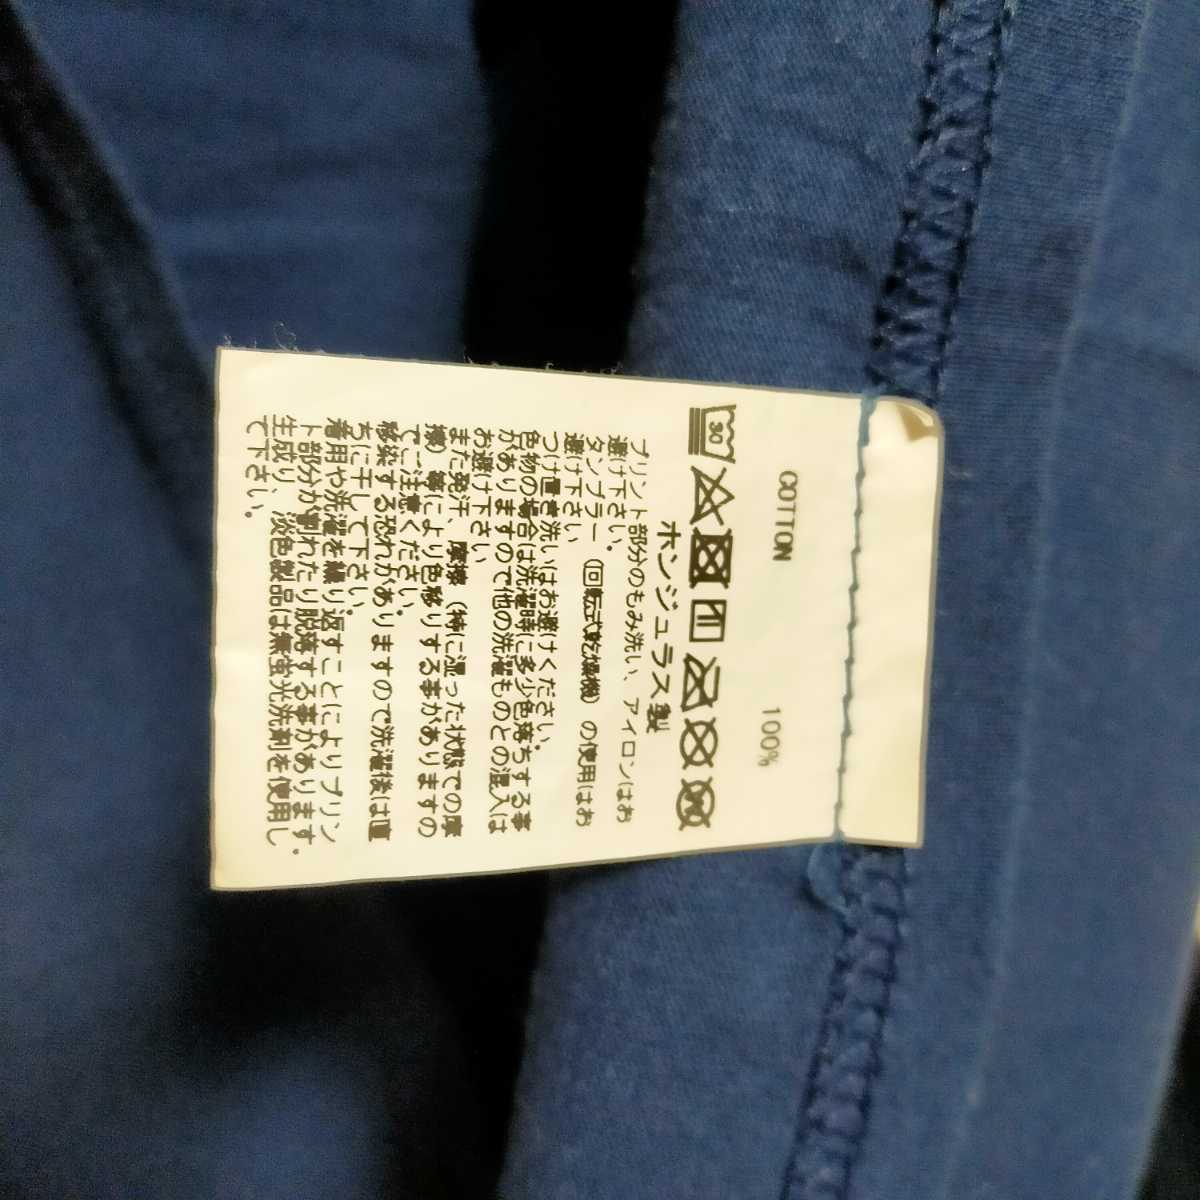 COTTON 100%
30
ホンジュラス製
プリント部分のもみ洗い、アイロンはお
避け下さい。
タンブラー(回転式乾燥機)の使用はお
避け下さい
つけ置き洗いはお避けください。
色物の場合は洗濯時に多少色落ちする事
がありますので他の洗濯ものとの混入は
お避け下さい
また発汗、摩擦(特に湿った状態での摩
擦)等により色移りする事がありますの
でご注意ください。
移染する恐れがありますので洗濯後は直
ちに干して下さい。
着用や洗濯を繰り返すことによりプリン
ト部分が割れたり脱落する事があります.
生成り、淡色製品は無蛍光洗剤を使用し
て下さい。